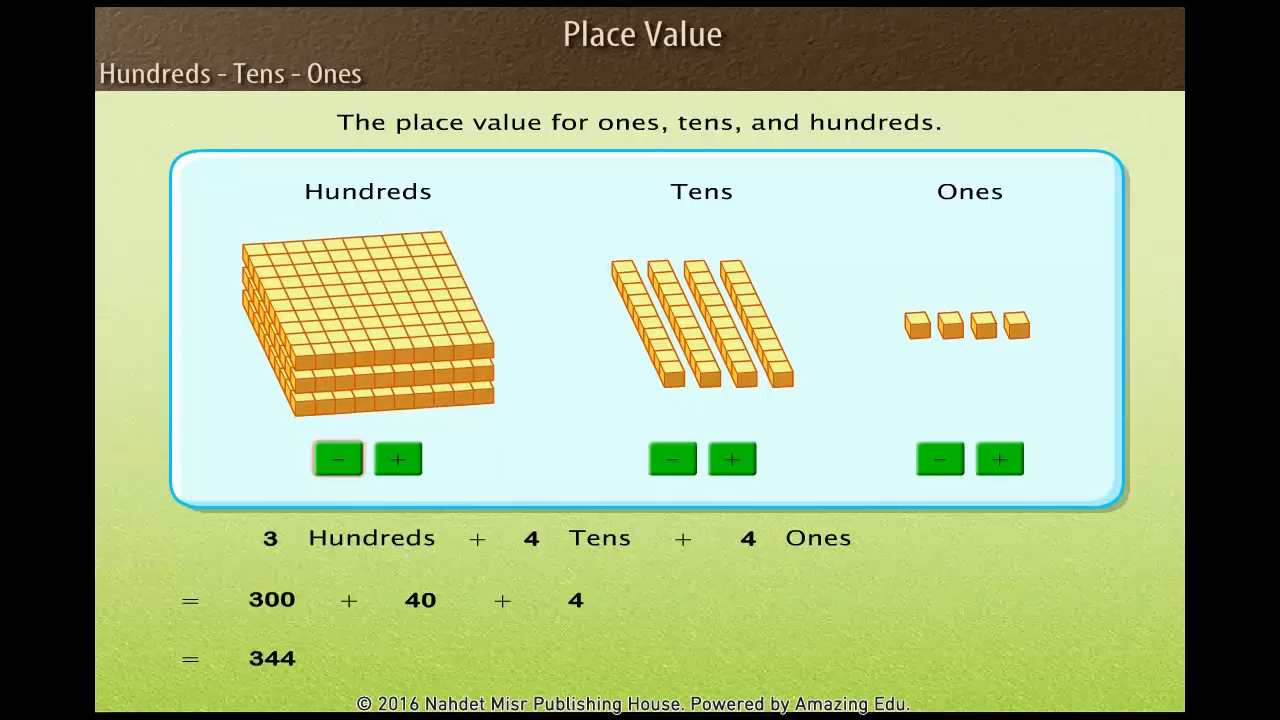 Place Value
Hundreds - Tens - Ones
The place value for ones, tens, and hundreds.
Hundreds Tens Ones
− + − + − +
3 Hundreds + 4 Tens + 4 Ones
= 300 + 40 + 4
= 344
© 2016 Nahdet Misr Publishing House. Powered by Amazing Edu.